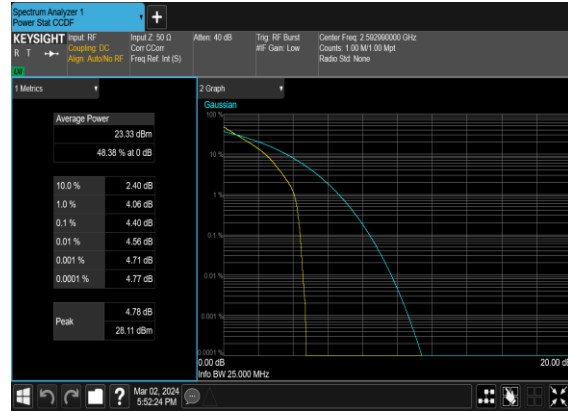 Spectrum Analyzer 1
Power Stat CCDF
KEYSIGHT
R T
LXI
Input: RF
Coupling: DC
Align: Auto/No RF
Input Z: 50 Ω
Corr CCorr
Freq Ref: Int (S)
Atten: 40 dB
Trig: RF Burst
#IF Gain: Low
Center Freq: 2.592990000 GHz
Counts: 1.00 M/1.00 Mpt
Radio Std: None
1 Metrics
Average Power
23.33 dBm
48.38 % at 0 dB
10.0 % 2.40 dB
1.0 % 4.06 dB
0.1 % 4.40 dB
0.01 % 4.56 dB
0.001 % 4.71 dB
0.0001 % 4.77 dB
Peak
4.78 dB
28.11 dBm
2 Graph
Gaussian
100 %
10 %
1 %
0.1 %
0.01 %
0.001 %
0.0001 %
0.00 dB
20.00 dB
Info BW 25.000 MHz
Mar 02, 2024
5:52:24 PM